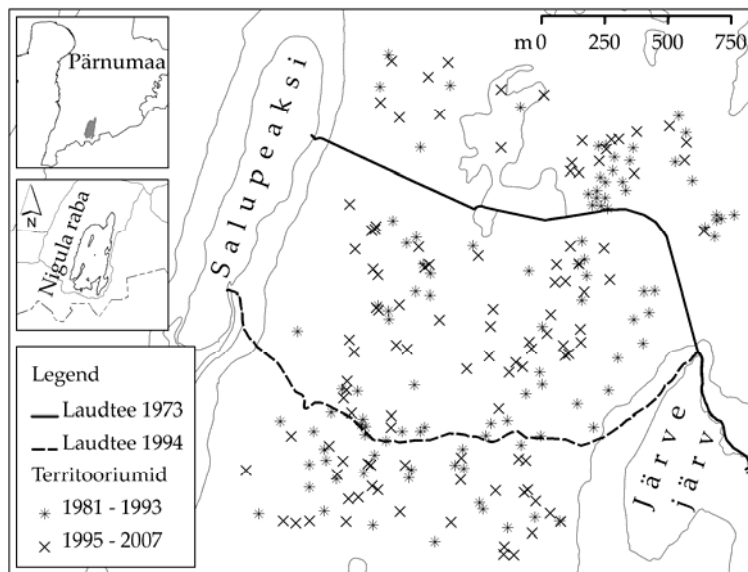 Pärnumaa
N
Nigula raba
Salupeaksi
m 0 250 500 750
Järve
järv
Legend
Laudtee 1973
Laudtee 1994
Territooriumid
1981 - 1993
1995 - 2007